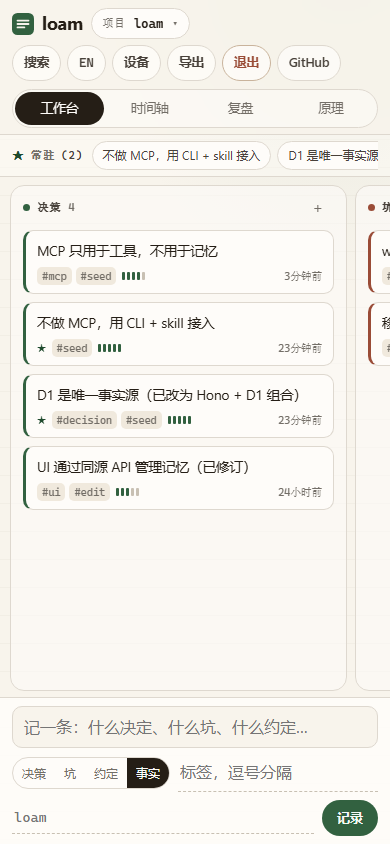 loam 项目 loam
搜索 EN 设备 导出 退出 GitHub
工作台 时间轴 复盘 原理
★ 常驻 (2) 不做 MCP，用 CLI + skill 接入 D1 是唯一事实源
决策 4 +
MCP 只用于工具，不用于记忆
#mcp #seed 3分钟前
不做 MCP，用 CLI + skill 接入
★ #seed 23分钟前
D1 是唯一事实源（已改为 Hono + D1 组合）
★ #decision #seed 23分钟前
UI 通过同源 API 管理记忆（已修订）
#ui #edit 24小时前
记一条：什么决定、什么坑、什么约定...
决策 坑 约定 事实 标签，逗号分隔
loam 记录